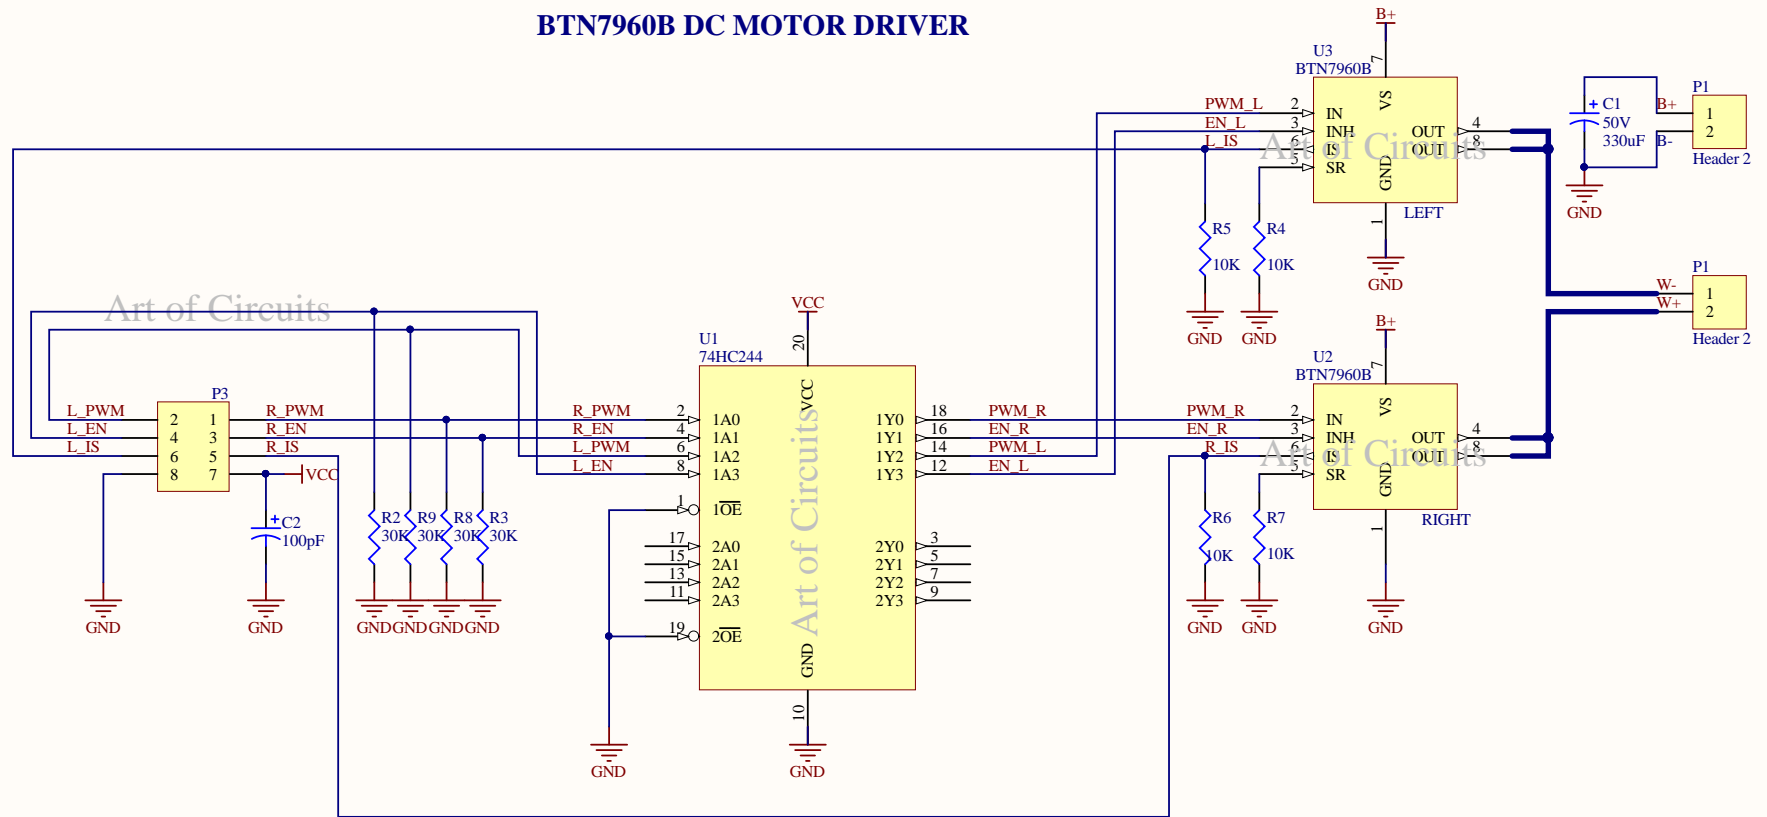 BTN7960B DC MOTOR DRIVER
B+
U3
BTN7960B
7
VS
PWM_L 2 IN
EN_L 3 INH OUT 4
L_IS 6 IS OUT 8
5 SR
GND
1
LEFT
GND
Art of Circuits
R5
10K
GND
R4
10K
GND
C1
50V
330uF
GND
P1
B+ 1
B- 2
Header 2
P1
W- 1
W+ 2
Header 2
Art of Circuits
P3
L_PWM 2 1 R_PWM
L_EN 4 3 R_EN
L_IS 6 5 R_IS
8 7 VCC
GND
C2
100pF
GND
R2
30K
R9
30K
R8
30K
R3
30K
GND GND GND GND
VCC
20
U1
74HC244
VCC
R_PWM 2 1A0 1Y0 18 PWM_R
R_EN 4 1A1 1Y1 16 EN_R
L_PWM 6 1A2 1Y2 14 PWM_L
L_EN 8 1A3 1Y3 12 EN_L
1 1OE
17 2A0 2Y0 3
15 2A1 2Y1 5
13 2A2 2Y2 7
11 2A3 2Y3 9
19 2OE
GND
10
GND
GND
Art of Circuits
B+
U2
BTN7960B
7
VS
PWM_R 2 IN
EN_R 3 INH OUT 4
R_IS 6 IS OUT 8
5 SR
GND
1
RIGHT
GND
Art of Circuits
R6
10K
GND
R7
10K
GND